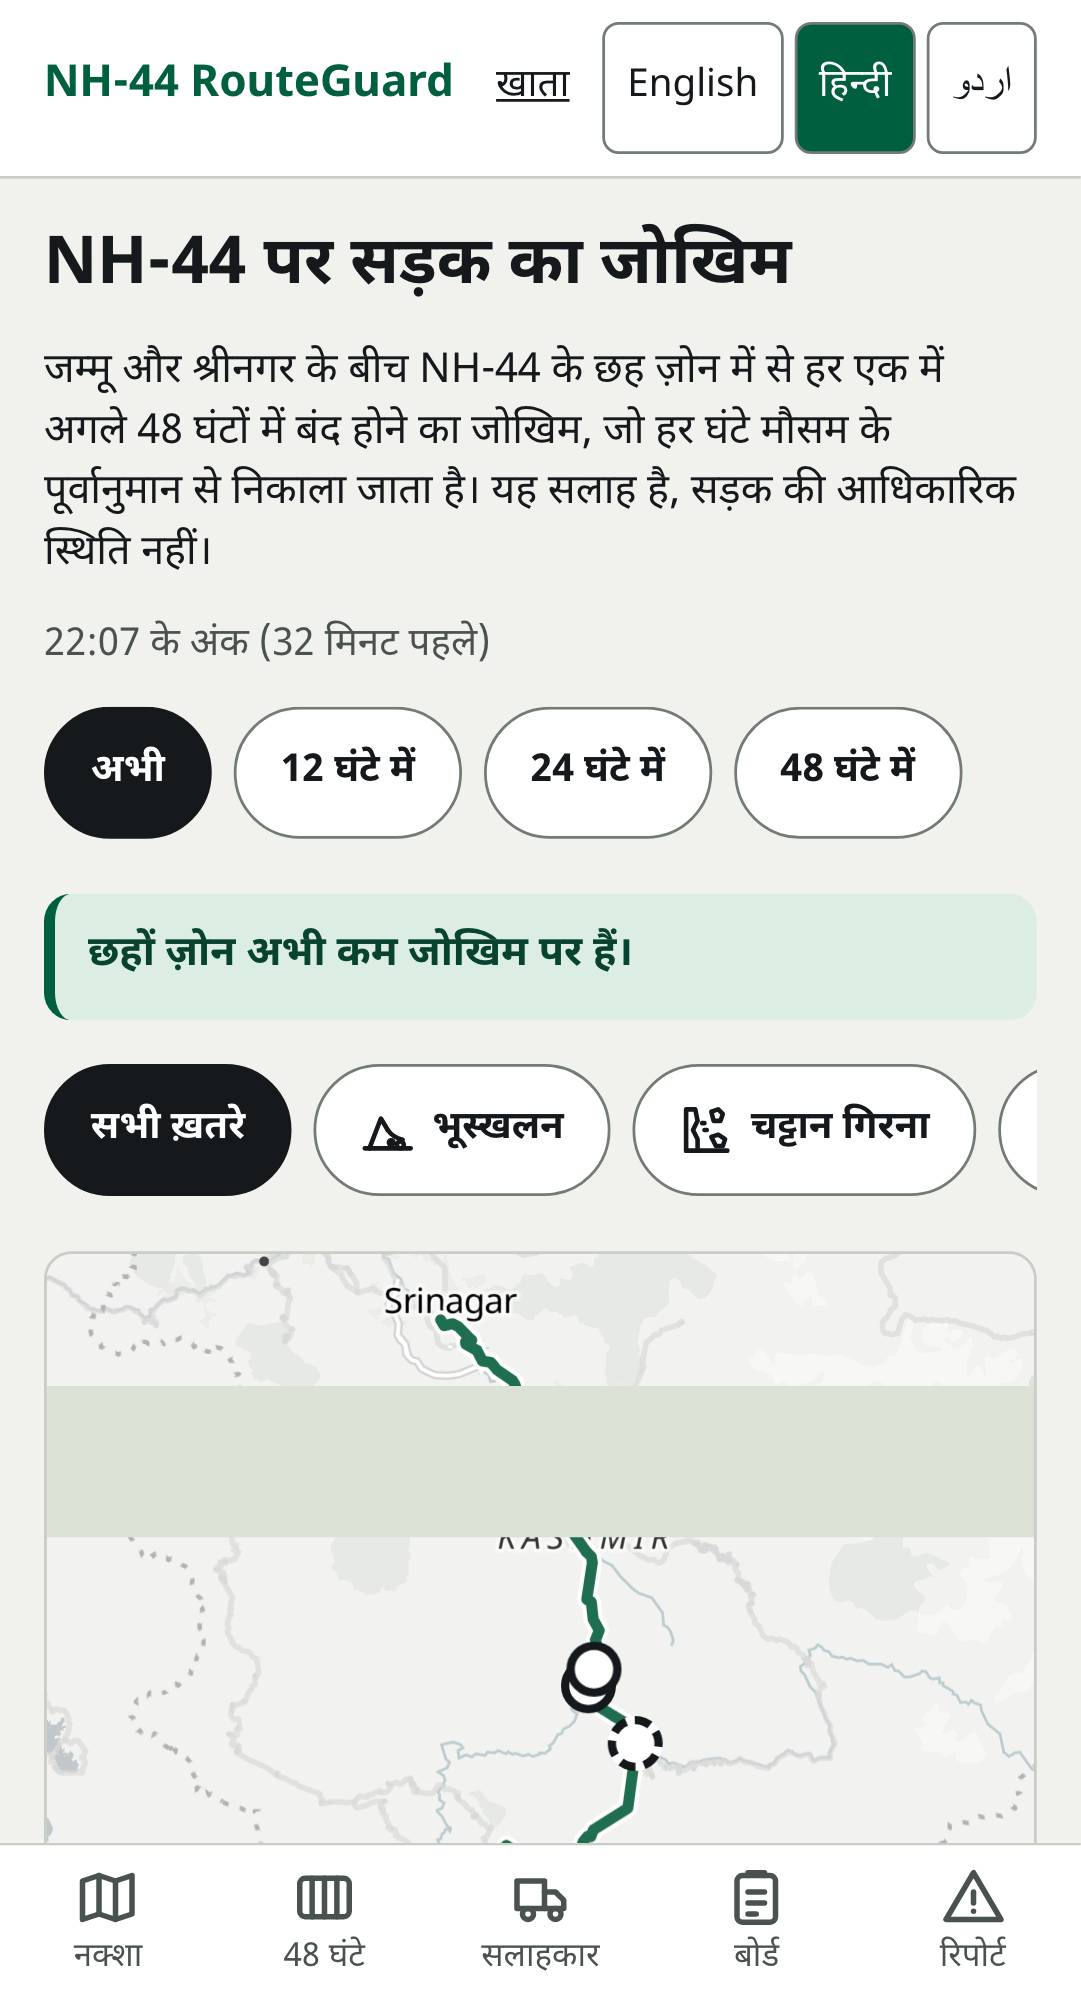 NH-44 RouteGuard खाता English हिन्दी اردو
NH-44 पर सड़क का जोखिम
जम्मू और श्रीनगर के बीच NH-44 के छह ज़ोन में से हर एक में
अगले 48 घंटों में बंद होने का जोखिम, जो हर घंटे मौसम के
पूर्वानुमान से निकाला जाता है। यह सलाह है, सड़क की आधिकारिक
स्थिति नहीं।
22:07 के अंक (32 मिनट पहले)
अभी 12 घंटे में 24 घंटे में 48 घंटे में
छहों ज़ोन अभी कम जोखिम पर हैं।
सभी ख़तरे भूस्खलन चट्टान गिरना
Srinagar
नक्शा 48 घंटे सलाहकार बोर्ड रिपोर्ट